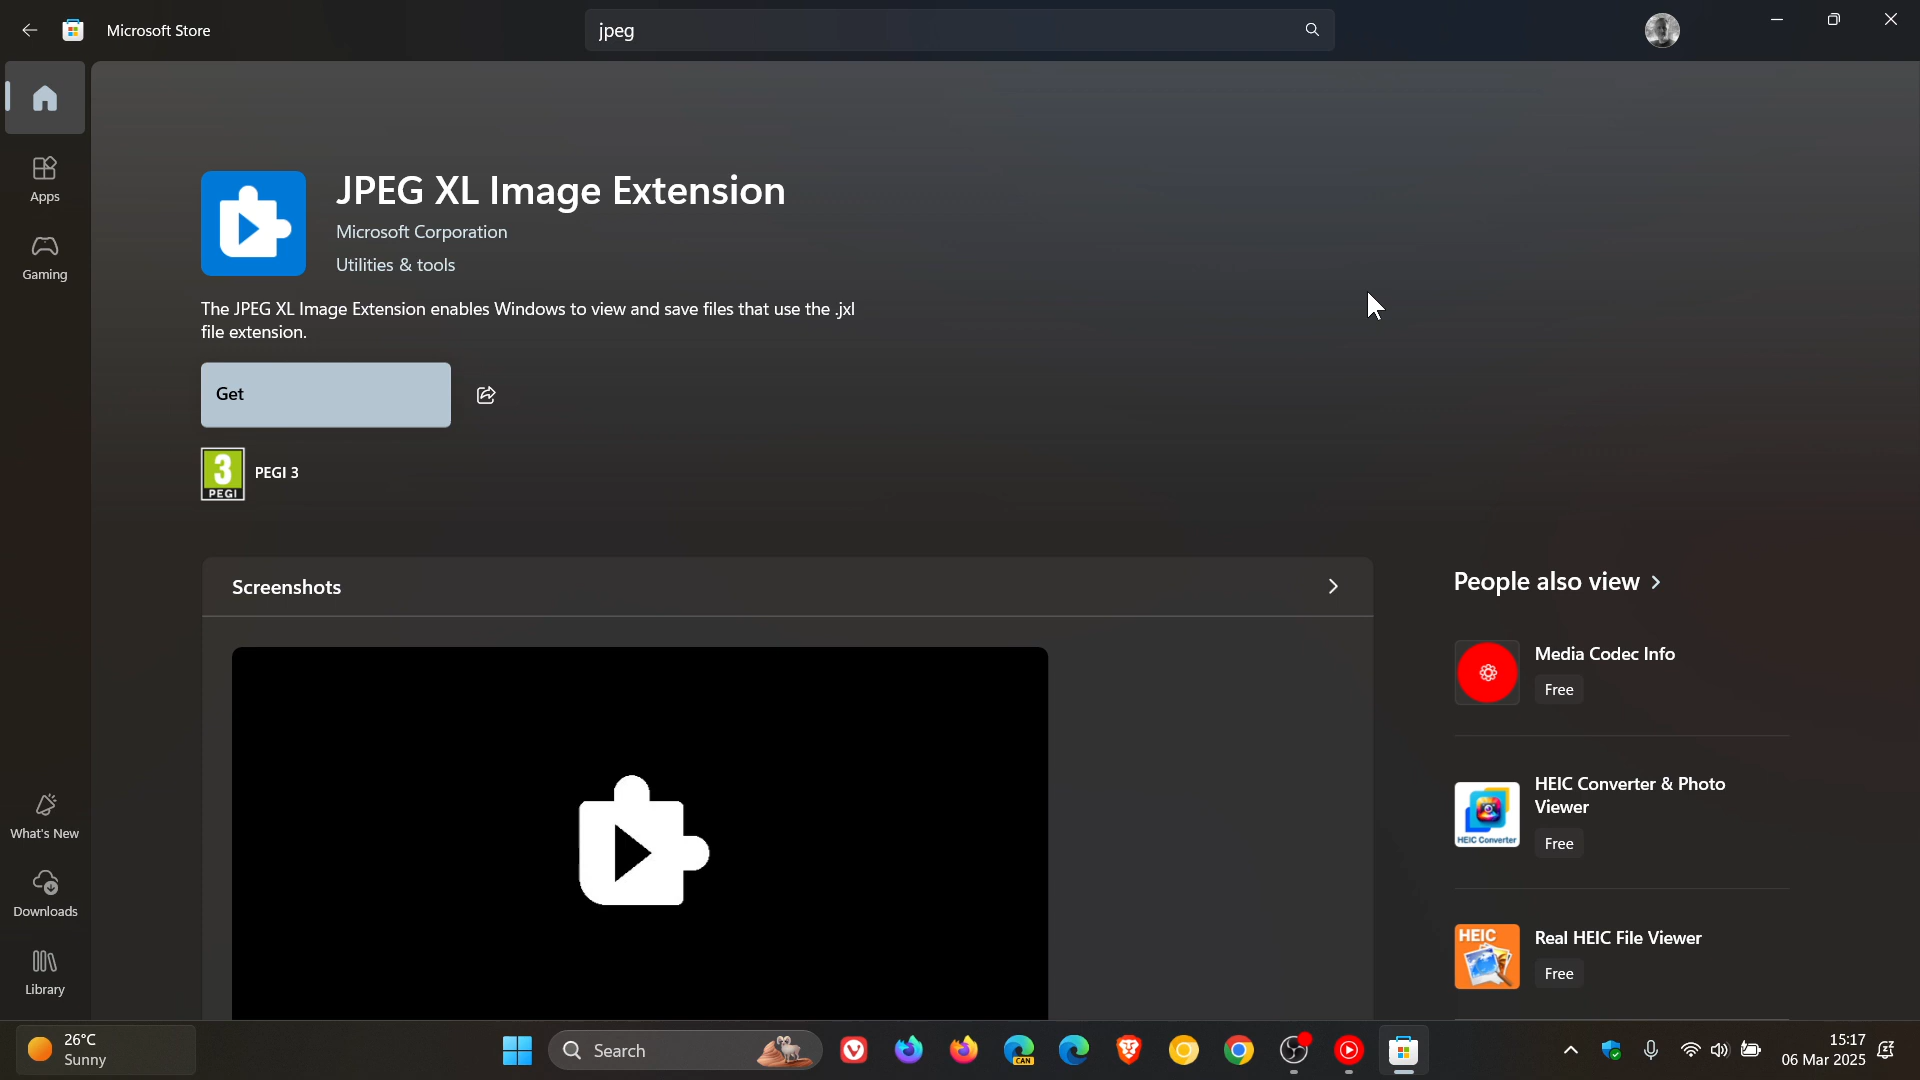 Microsoft Store
jpeg
Apps
Gaming
What's New
Downloads
Library
JPEG XL Image Extension
Microsoft Corporation
Utilities & tools
The JPEG XL Image Extension enables Windows to view and save files that use the .jxl
file extension.
Get
3
PEGI
PEGI 3
Screenshots
People also view
Media Codec Info
Free
HEIC Converter
HEIC Converter & Photo
Viewer
Free
HEIC
Real HEIC File Viewer
Free
26°C
Sunny
Search
CAN
15:17
06 Mar 2025